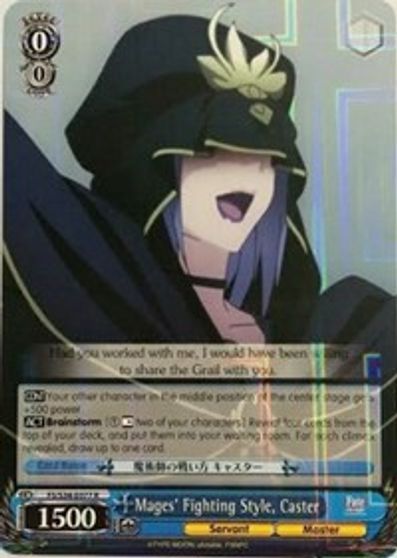 0
0
Had you worked with me, I would have been willing
to share the Grail with you.
CONT Your other character in the middle position of the center stage gets
+500 power
ACT Brainstorm [① two of your characters] Reveal four cards from
the top of your deck, and put them into your waiting room. For each climax
revealed, draw up to one card.
魔術師の戦い方 キャスター
1500
"Mages' Fighting Style, Caster
Fate
Servant Master